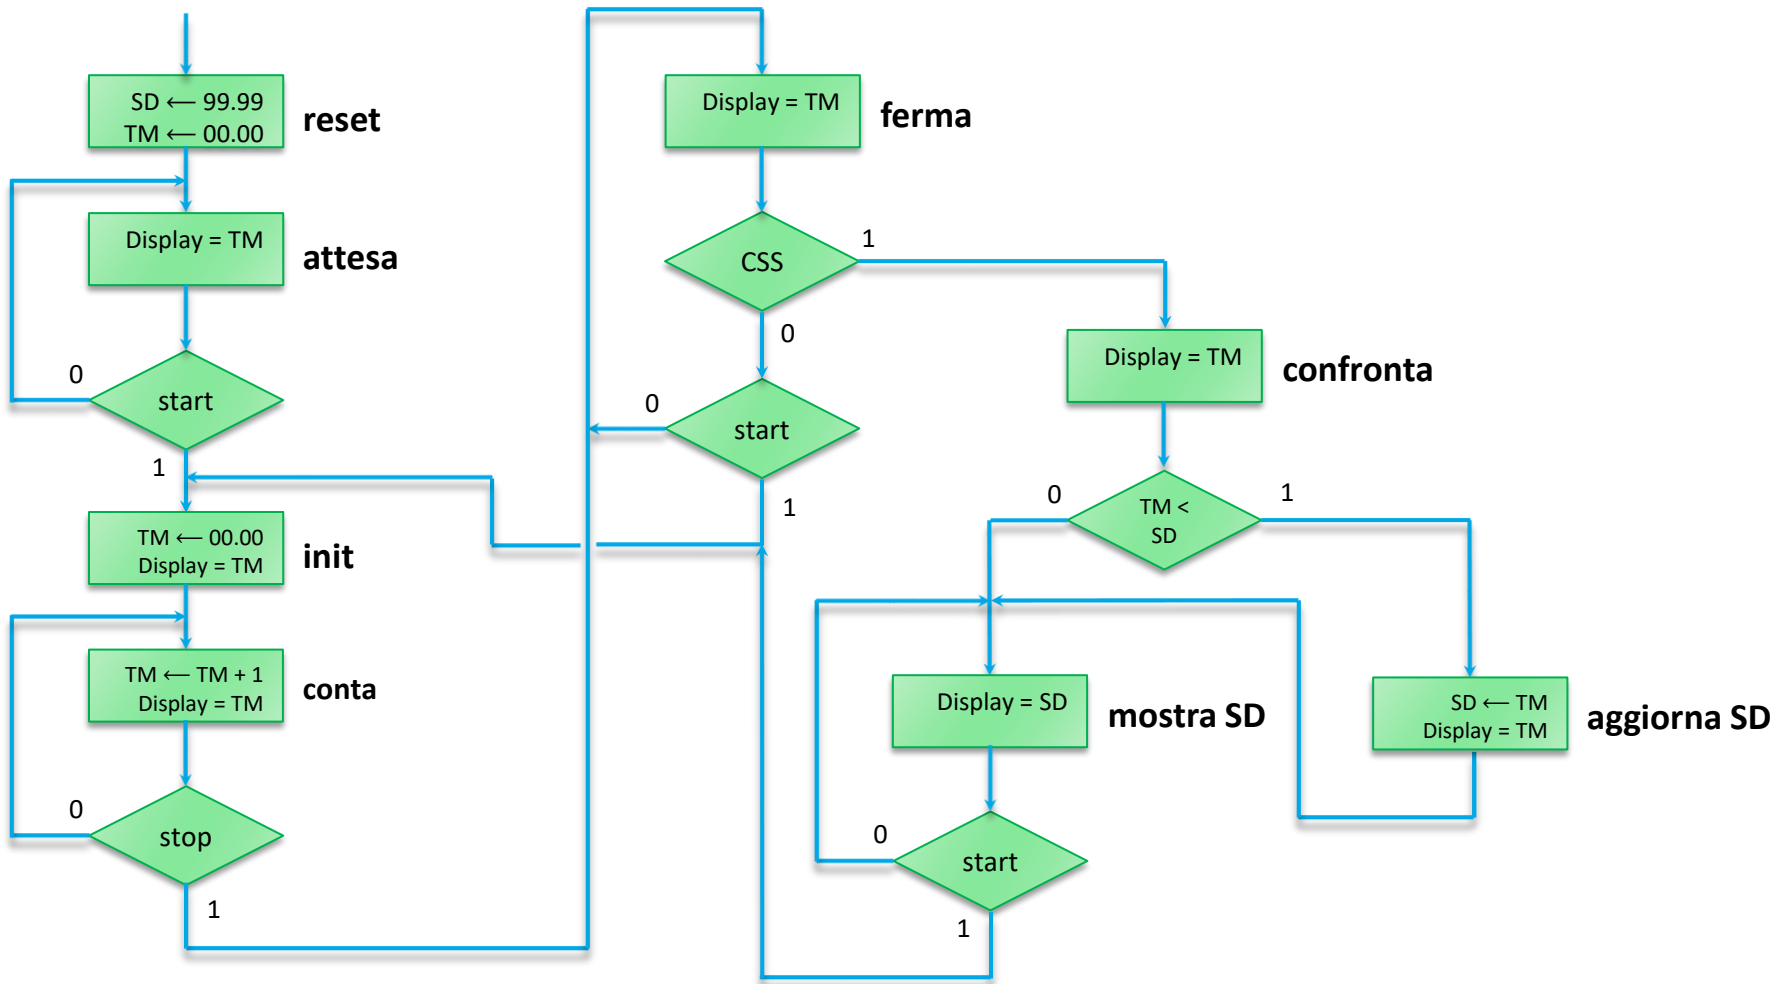 SD ← 99.99
TM ← 00.00
reset
Display = TM
attesa
0
start
1
TM ← 00.00
Display = TM
init
TM ← TM + 1
Display = TM
conta
0
stop
1
Display = TM
ferma
CSS
1
0
0
start
1
Display = TM
confronta
0
TM <
SD
1
Display = SD
mostra SD
SD ← TM
Display = TM
aggiorna SD
0
start
1